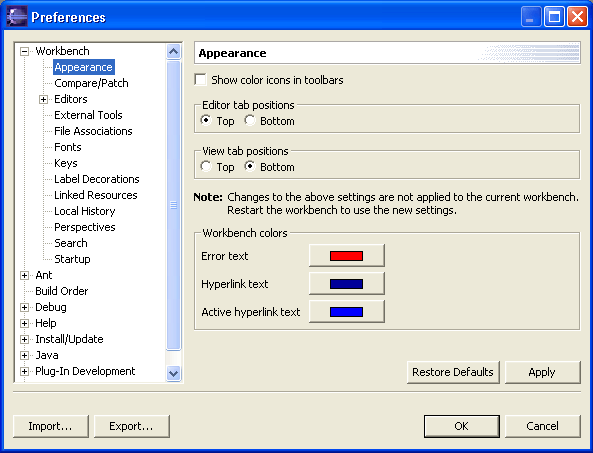 Preferences
Workbench
Appearance
Compare/Patch
Editors
External Tools
File Associations
Fonts
Keys
Label Decorations
Linked Resources
Local History
Perspectives
Search
Startup
Ant
Build Order
Debug
Help
Install/Update
Java
Plug-In Development
Appearance
Show color icons in toolbars
Editor tab positions
Top Bottom
View tab positions
Top Bottom
Note: Changes to the above settings are not applied to the current workbench.
Restart the workbench to use the new settings.
Workbench colors
Error text
Hyperlink text
Active hyperlink text
Restore Defaults Apply
Import... Export... OK Cancel